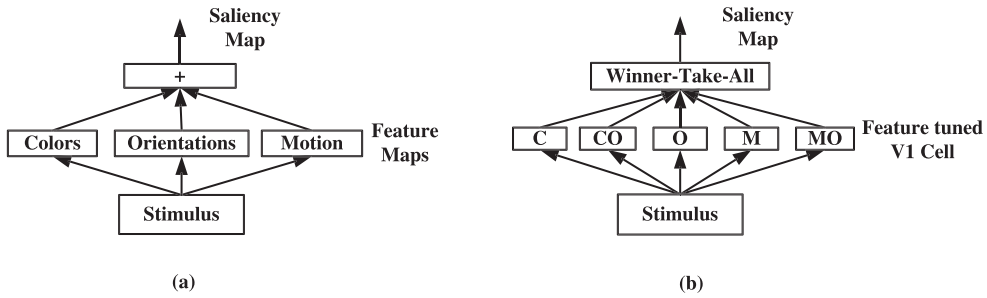 Saliency
Map
+
Colors
Orientations
Motion
Feature
Maps
Stimulus
(a)
Saliency
Map
Winner-Take-All
C
CO
O
M
MO
Feature tuned
V1 Cell
Stimulus
(b)